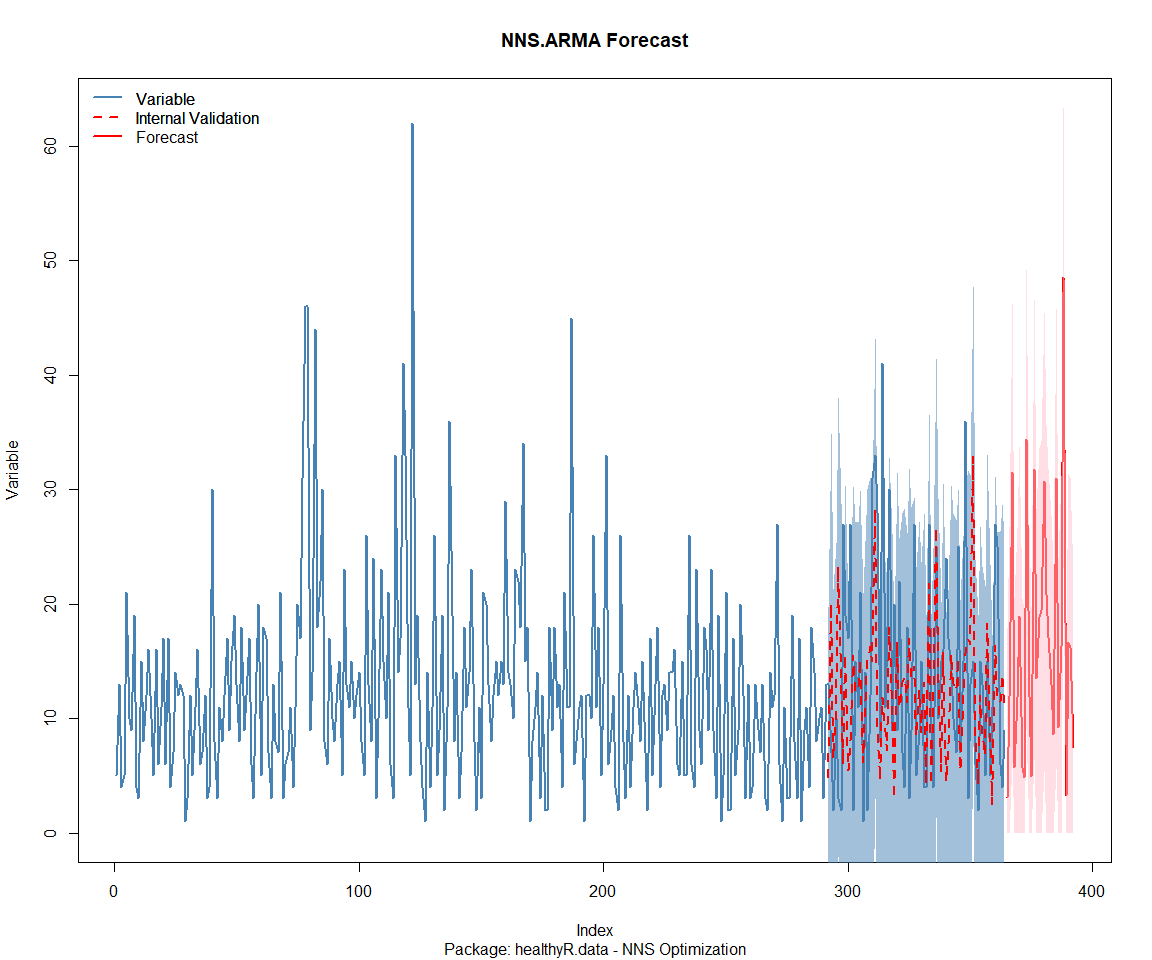 NNS.ARMA Forecast
Variable
Internal Validation
Forecast
Variable
60
50
40
30
20
10
0
0
100
200
300
400
Index
Package: healthyR.data - NNS Optimization